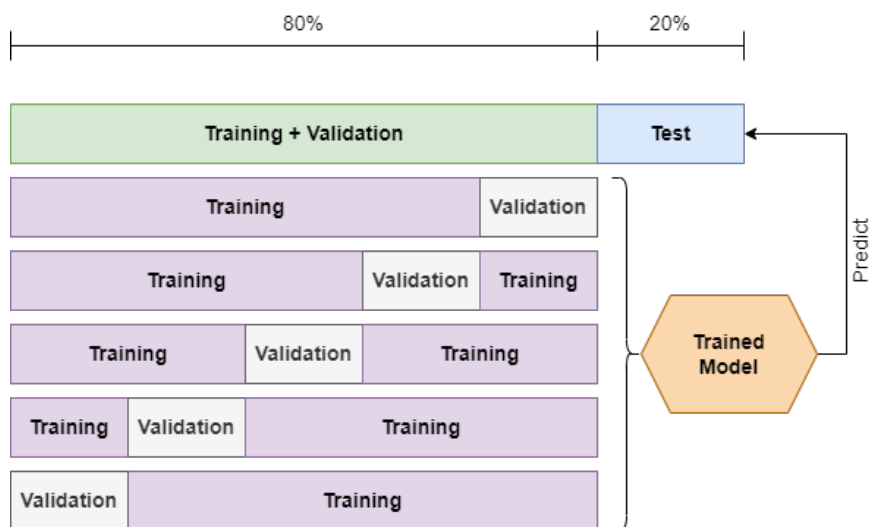 80%
20%
Training + Validation
Test
Training
Validation
Training
Validation
Training
Training
Validation
Training
Training
Validation
Training
Validation
Training
Trained
Model
Predict